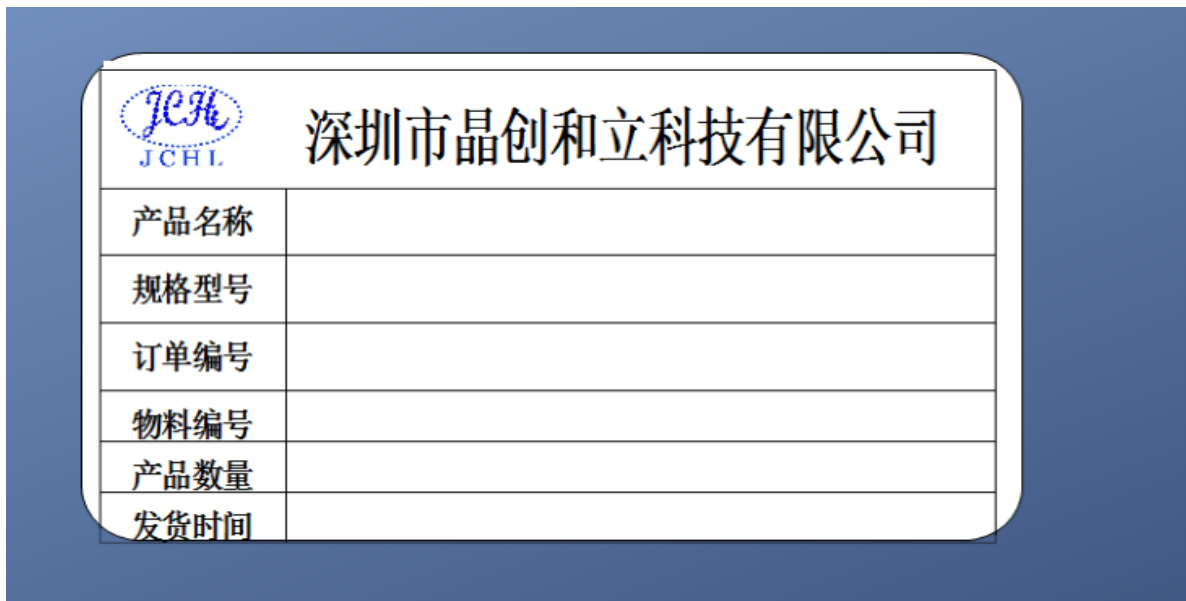 JCHL
JCHL
深圳市晶创和立科技有限公司
产品名称
规格型号
订单编号
物料编号
产品数量
发货时间